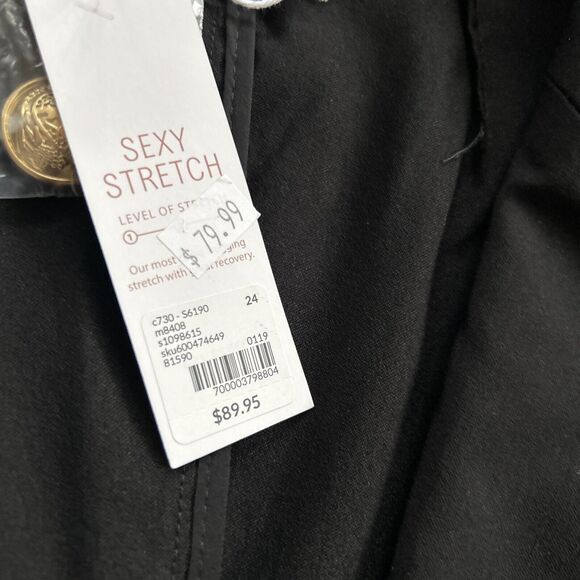 SEXY
STRETCH
LEVEL OF
1
$ 79.99
Our most
stretch with recovery.
c730 - S6190 24
m8408
s1098615
sku600474649
81590 0119
700003798804
$89.95